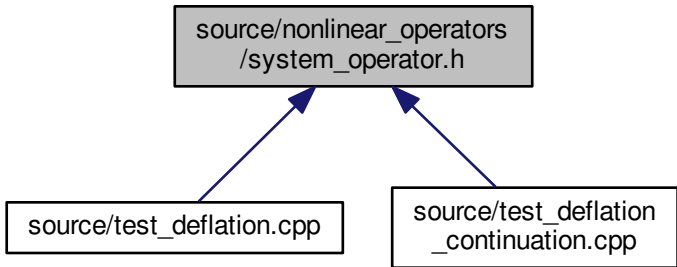 source/nonlinear_operators
/system_operator.h
source/test_deflation.cpp
source/test_deflation
_continuation.cpp